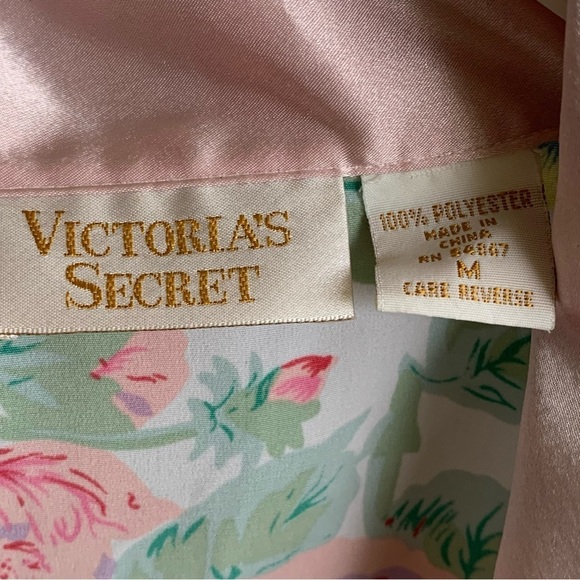 VICTORIA'S
SECRET
100% POLYESTER
MADE IN
CHINA
RN 54867
M
CARE REVERSE